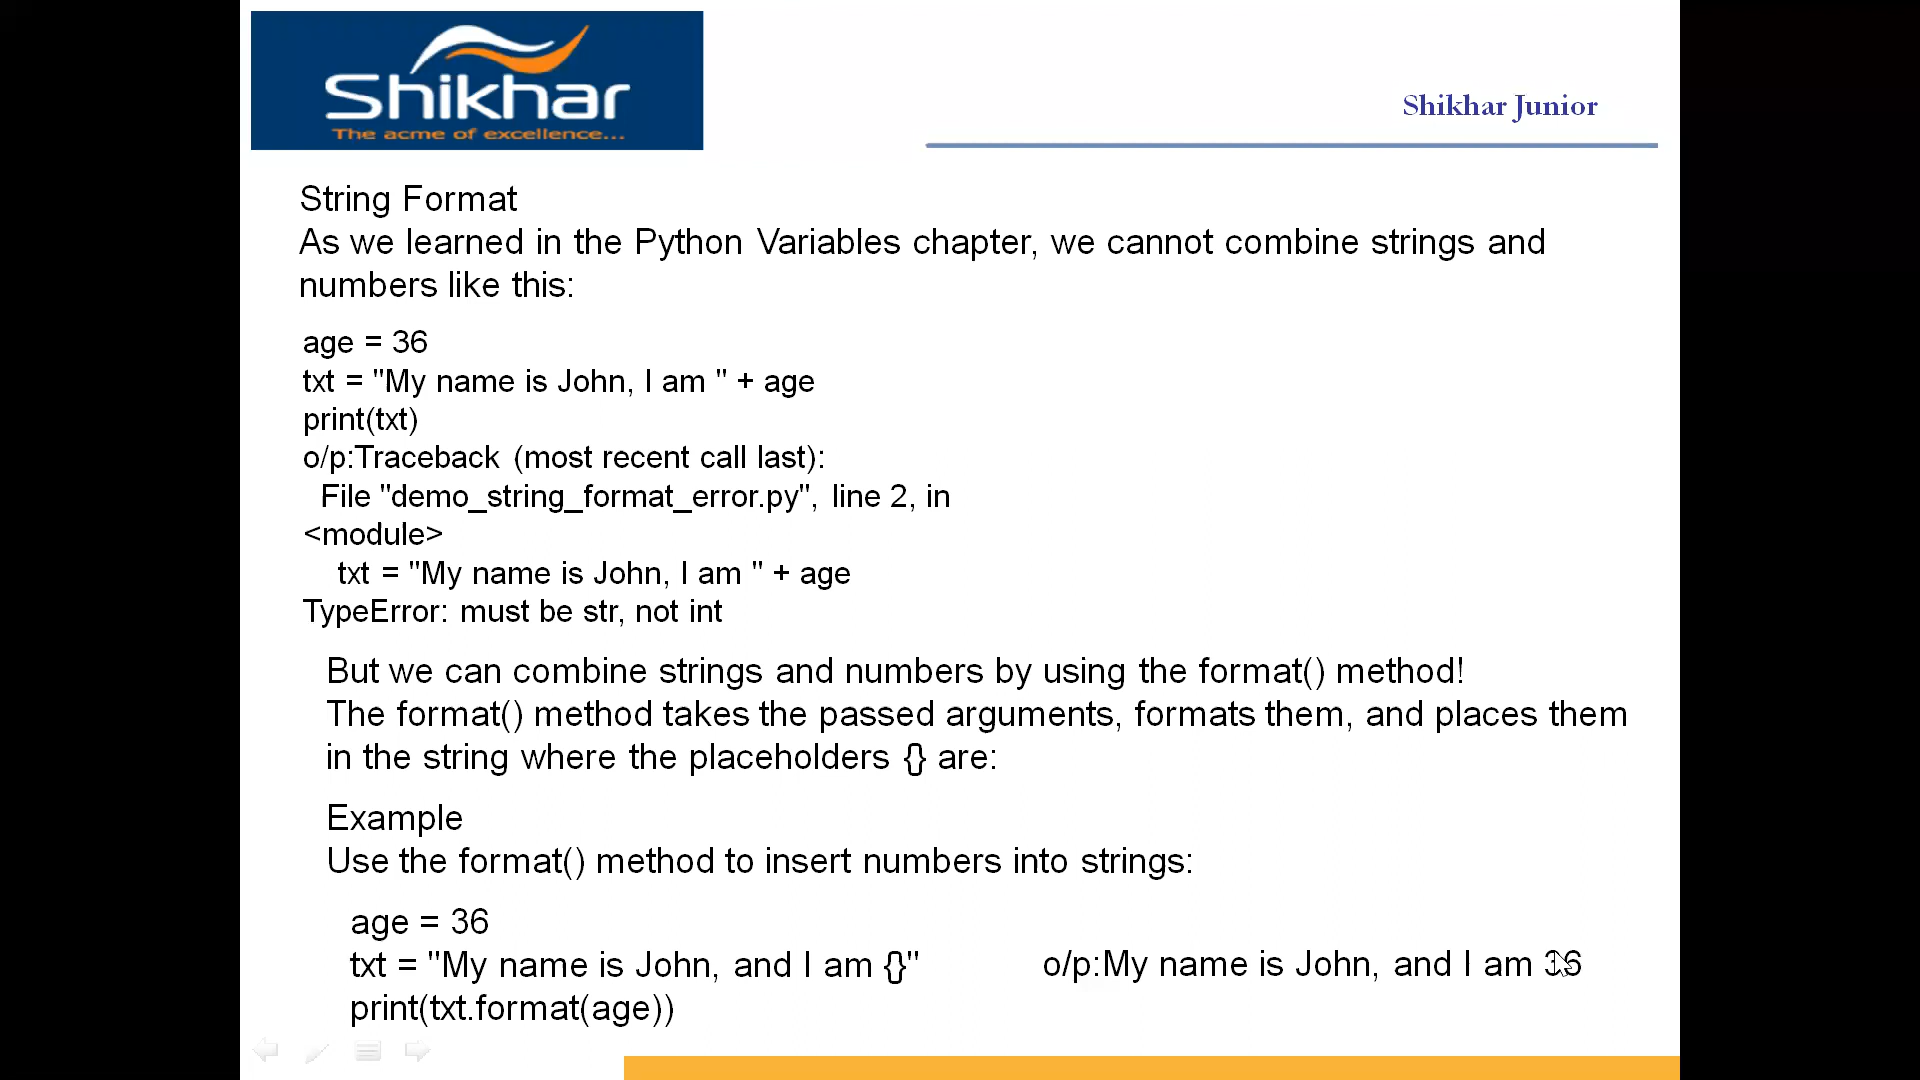 Shikhar
The acme of excellence...
Shikhar Junior
String Format
As we learned in the Python Variables chapter, we cannot combine strings and
numbers like this:
age = 36
txt = "My name is John, I am " + age
print(txt)
o/p:Traceback (most recent call last):
  File "demo_string_format_error.py", line 2, in
<module>
    txt = "My name is John, I am " + age
TypeError: must be str, not int
But we can combine strings and numbers by using the format() method!
The format() method takes the passed arguments, formats them, and places them
in the string where the placeholders {} are:
Example
Use the format() method to insert numbers into strings:
age = 36
txt = "My name is John, and I am {}"
o/p:My name is John, and I am 36
print(txt.format(age))